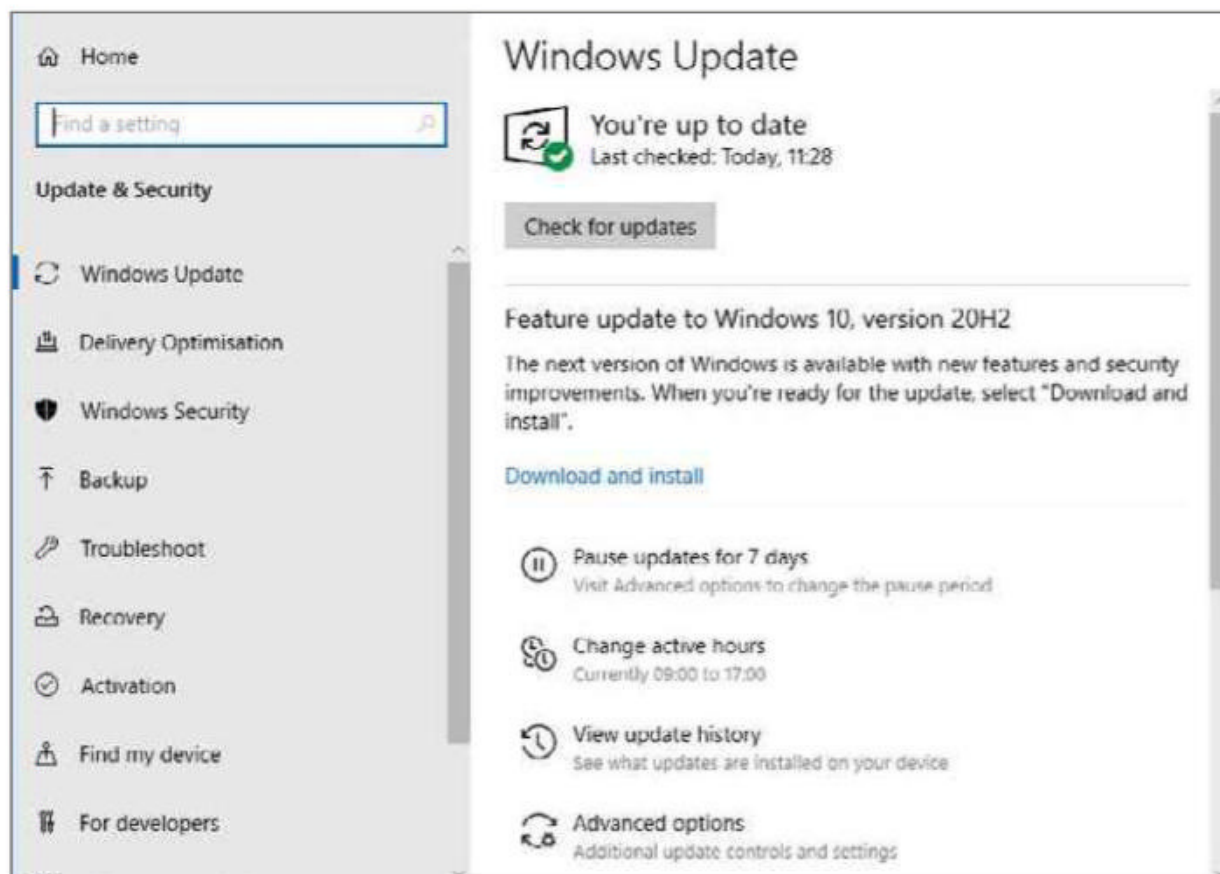 Home
Find a setting
Update & Security
Windows Update
Delivery Optimisation
Windows Security
Backup
Troubleshoot
Recovery
Activation
Find my device
For developers
Windows Update
You're up to date
Last checked: Today, 11:28
Check for updates
Feature update to Windows 10, version 20H2
The next version of Windows is available with new features and security
improvements. When you're ready for the update, select "Download and
install".
Download and install
Pause updates for 7 days
Visit Advanced options to change the pause period
Change active hours
Currently 09:00 to 17:00
View update history
See what updates are installed on your device
Advanced options
Additional update controls and settings